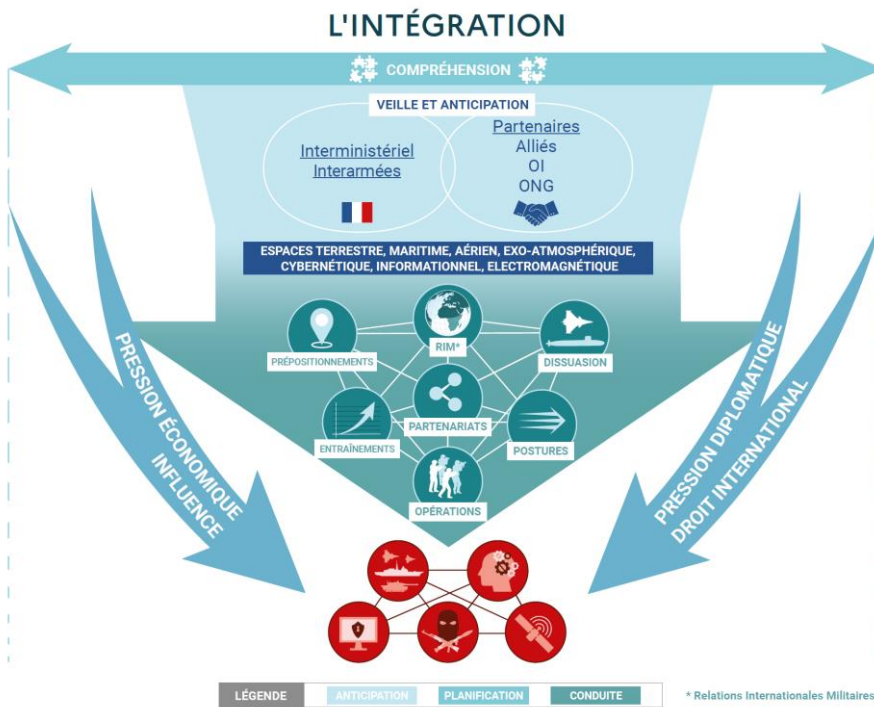 L'INTÉGRATION
COMPRÉHENSION
VEILLE ET ANTICIPATION
Interministériel
Interarmées
Partenaires
Alliés
OI
ONG
ESPACES TERRESTRE, MARITIME, AÉRIEN, EXO-ATMOSPHÉRIQUE,
CYBERNÉTIQUE, INFORMATIONNEL, ELECTROMAGNÉTIQUE
PRÉPOSITIONNEMENTS
RIM*
DISSUASION
ENTRAÎNEMENTS
PARTENARIATS
POSTURES
OPÉRATIONS
PRESSION ÉCONOMIQUE
INFLUENCE
PRESSION DIPLOMATIQUE
DROIT INTERNATIONAL
LÉGENDE
ANTICIPATION
PLANIFICATION
CONDUITE
* Relations Internationales Militaires